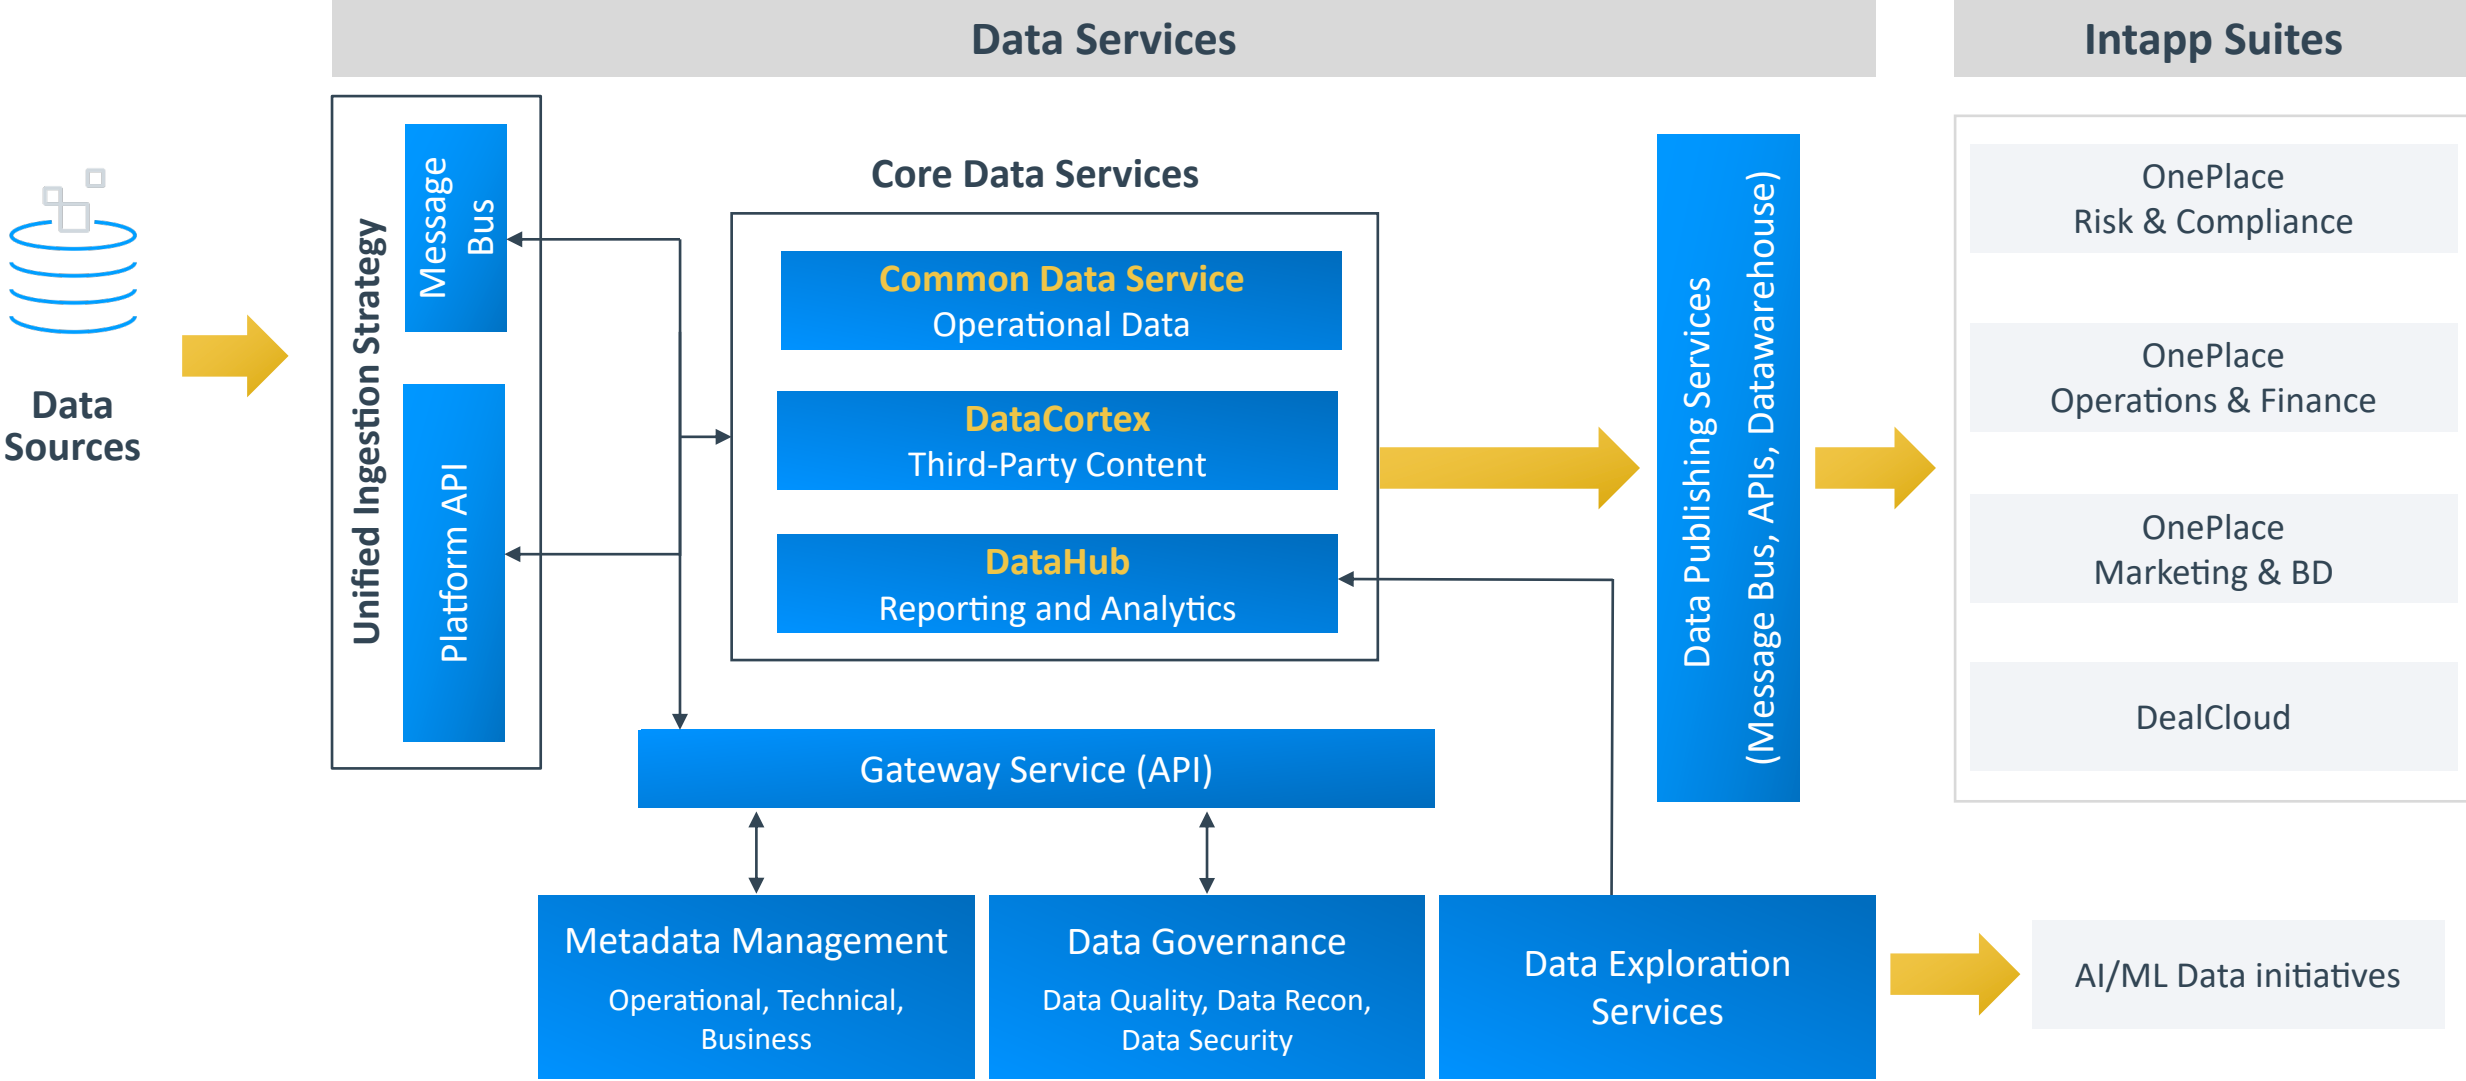 Data Services
Intapp Suites
Data
Sources
Unified Ingestion Strategy
Message
Bus
Platform API
Core Data Services
Common Data Service
Operational Data
DataCortex
Third-Party Content
DataHub
Reporting and Analytics
Gateway Service (API)
Metadata Management
Operational, Technical,
Business
Data Governance
Data Quality, Data Recon,
Data Security
Data Exploration
Services
Data Publishing Services
(Message Bus, APIs, Datawarehouse)
OnePlace
Risk & Compliance
OnePlace
Operations & Finance
OnePlace
Marketing & BD
DealCloud
AI/ML Data initiatives